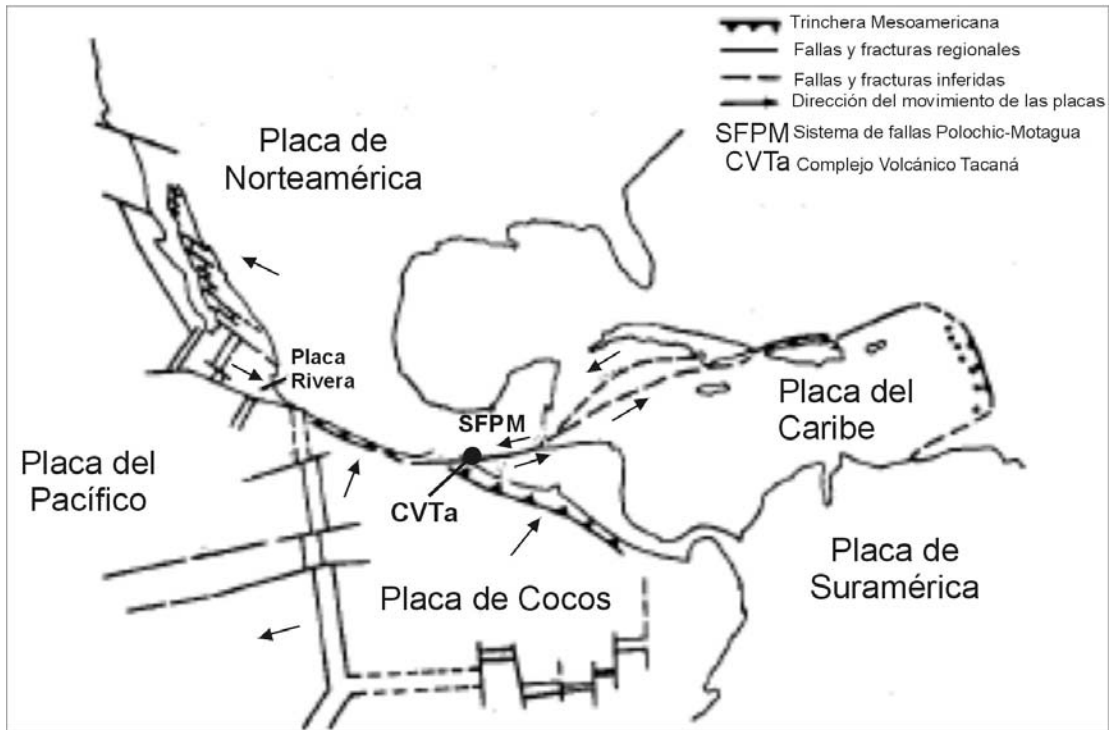 Trinchera Mesoamericana
Fallas y fracturas regionales
Fallas y fracturas inferidas
Dirección del movimiento de las placas
SFPM Sistema de fallas Polochic-Motagua
CVTa Complejo Volcánico Tacaná
Placa de
Norteamérica
Placa
Rivera
SFPM
Placa del
Caribe
Placa del
Pacífico
CVTa
Placa de
Suramérica
Placa de Cocos